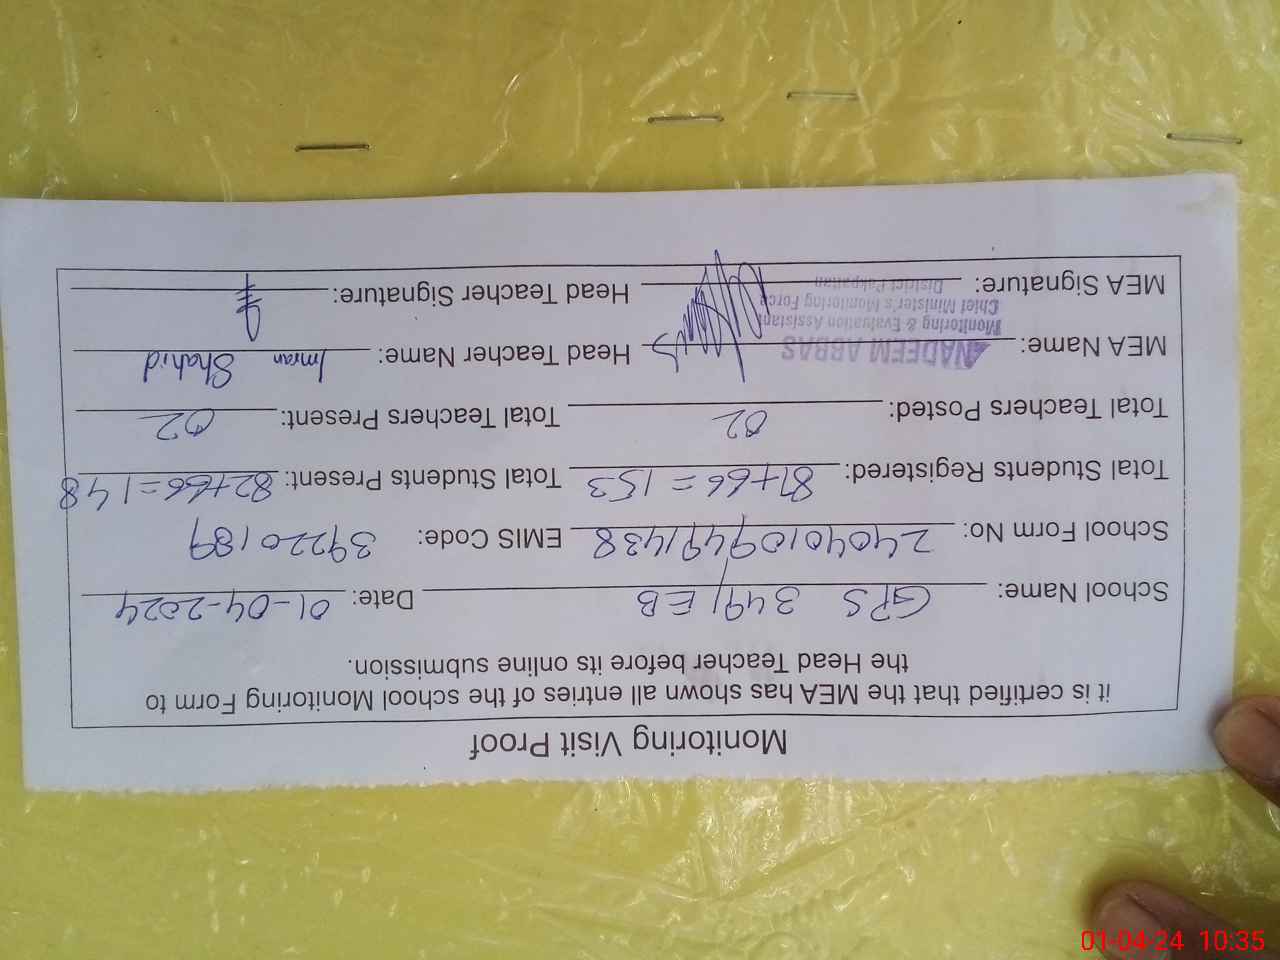 Monitoring Visit Proof
it is certified that the MEA has shown all entries of the school Monitoring Form to
the Head Teacher before its online submission.
School Name: GPS 349/EB Date: 01-04-2024
School Form No: 24040109491438 EMIS Code: 39220189
Total Students Registered: 87+66=153 Total Students Present: 82+66=148
Total Teachers Posted: 02 Total Teachers Present: 02
MEA Name: NADEEM ABBAS Head Teacher Name: Imran Shahid
Monitoring & Evaluation Assistant
Chief Minister's Monitoring Force
District Pakpattan
MEA Signature: Head Teacher Signature:
01-04-24 10:35